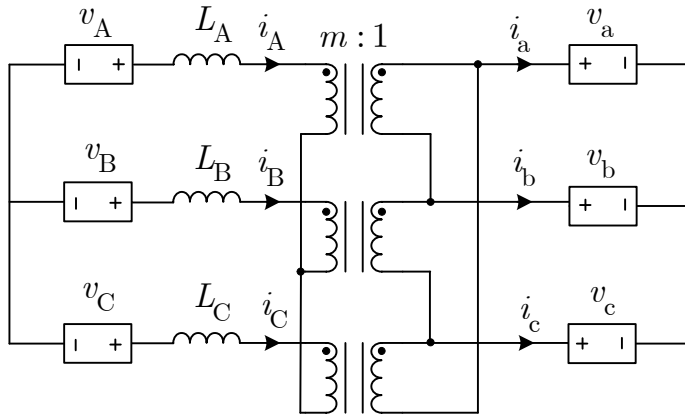 v_A L_A i_A m : 1 i_a v_a
v_B L_B i_B i_b v_b
v_C L_C i_C i_c v_c